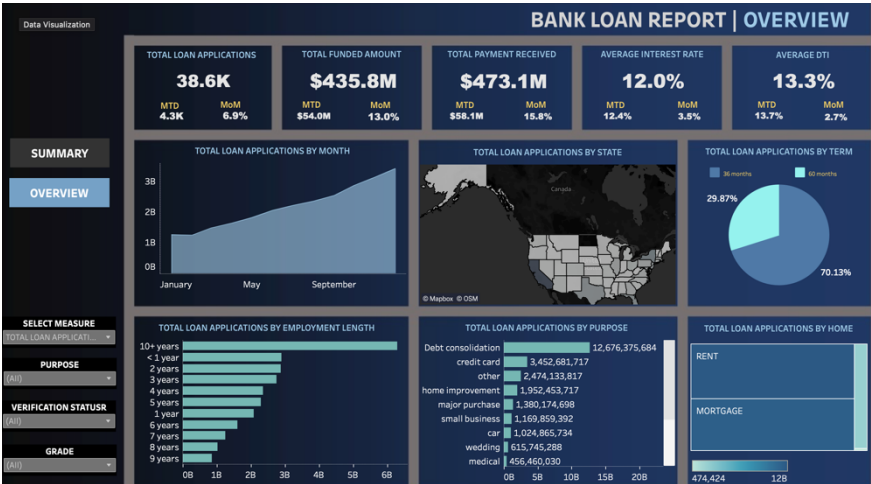 Data Visualization
BANK LOAN REPORT | OVERVIEW
TOTAL LOAN APPLICATIONS
38.6K
MTD MoM
4.3K 6.9%
TOTAL FUNDED AMOUNT
$435.8M
MTD MoM
$54.0M 13.0%
TOTAL PAYMENT RECEIVED
$473.1M
MTD MoM
$58.1M 15.8%
AVERAGE INTEREST RATE
12.0%
MTD MoM
12.4% 3.5%
AVERAGE DTI
13.3%
MTD MoM
13.7% 2.7%
SUMMARY
OVERVIEW
TOTAL LOAN APPLICATIONS BY MONTH
3B
2B
1B
0B
January May September
TOTAL LOAN APPLICATIONS BY STATE
Canada
© Mapbox © OSM
TOTAL LOAN APPLICATIONS BY TERM
36 months 60 months
29.87%
70.13%
SELECT MEASURE
TOTAL LOAN APPLICATI...
PURPOSE
(All)
VERIFICATION STATUSR
(All)
GRADE
(All)
TOTAL LOAN APPLICATIONS BY EMPLOYMENT LENGTH
10+ years
< 1 year
2 years
3 years
4 years
5 years
1 year
6 years
7 years
8 years
9 years
0B 1B 2B 3B 4B 5B 6B
TOTAL LOAN APPLICATIONS BY PURPOSE
Debt consolidation 12,676,375,684
credit card 3,452,681,717
other 2,474,133,817
home improvement 1,952,453,717
major purchase 1,380,174,698
small business 1,169,859,392
car 1,024,865,734
wedding 615,745,288
medical 456,460,030
0B 5B 10B 15B 20B
TOTAL LOAN APPLICATIONS BY HOME
RENT
MORTGAGE
474,424 12B